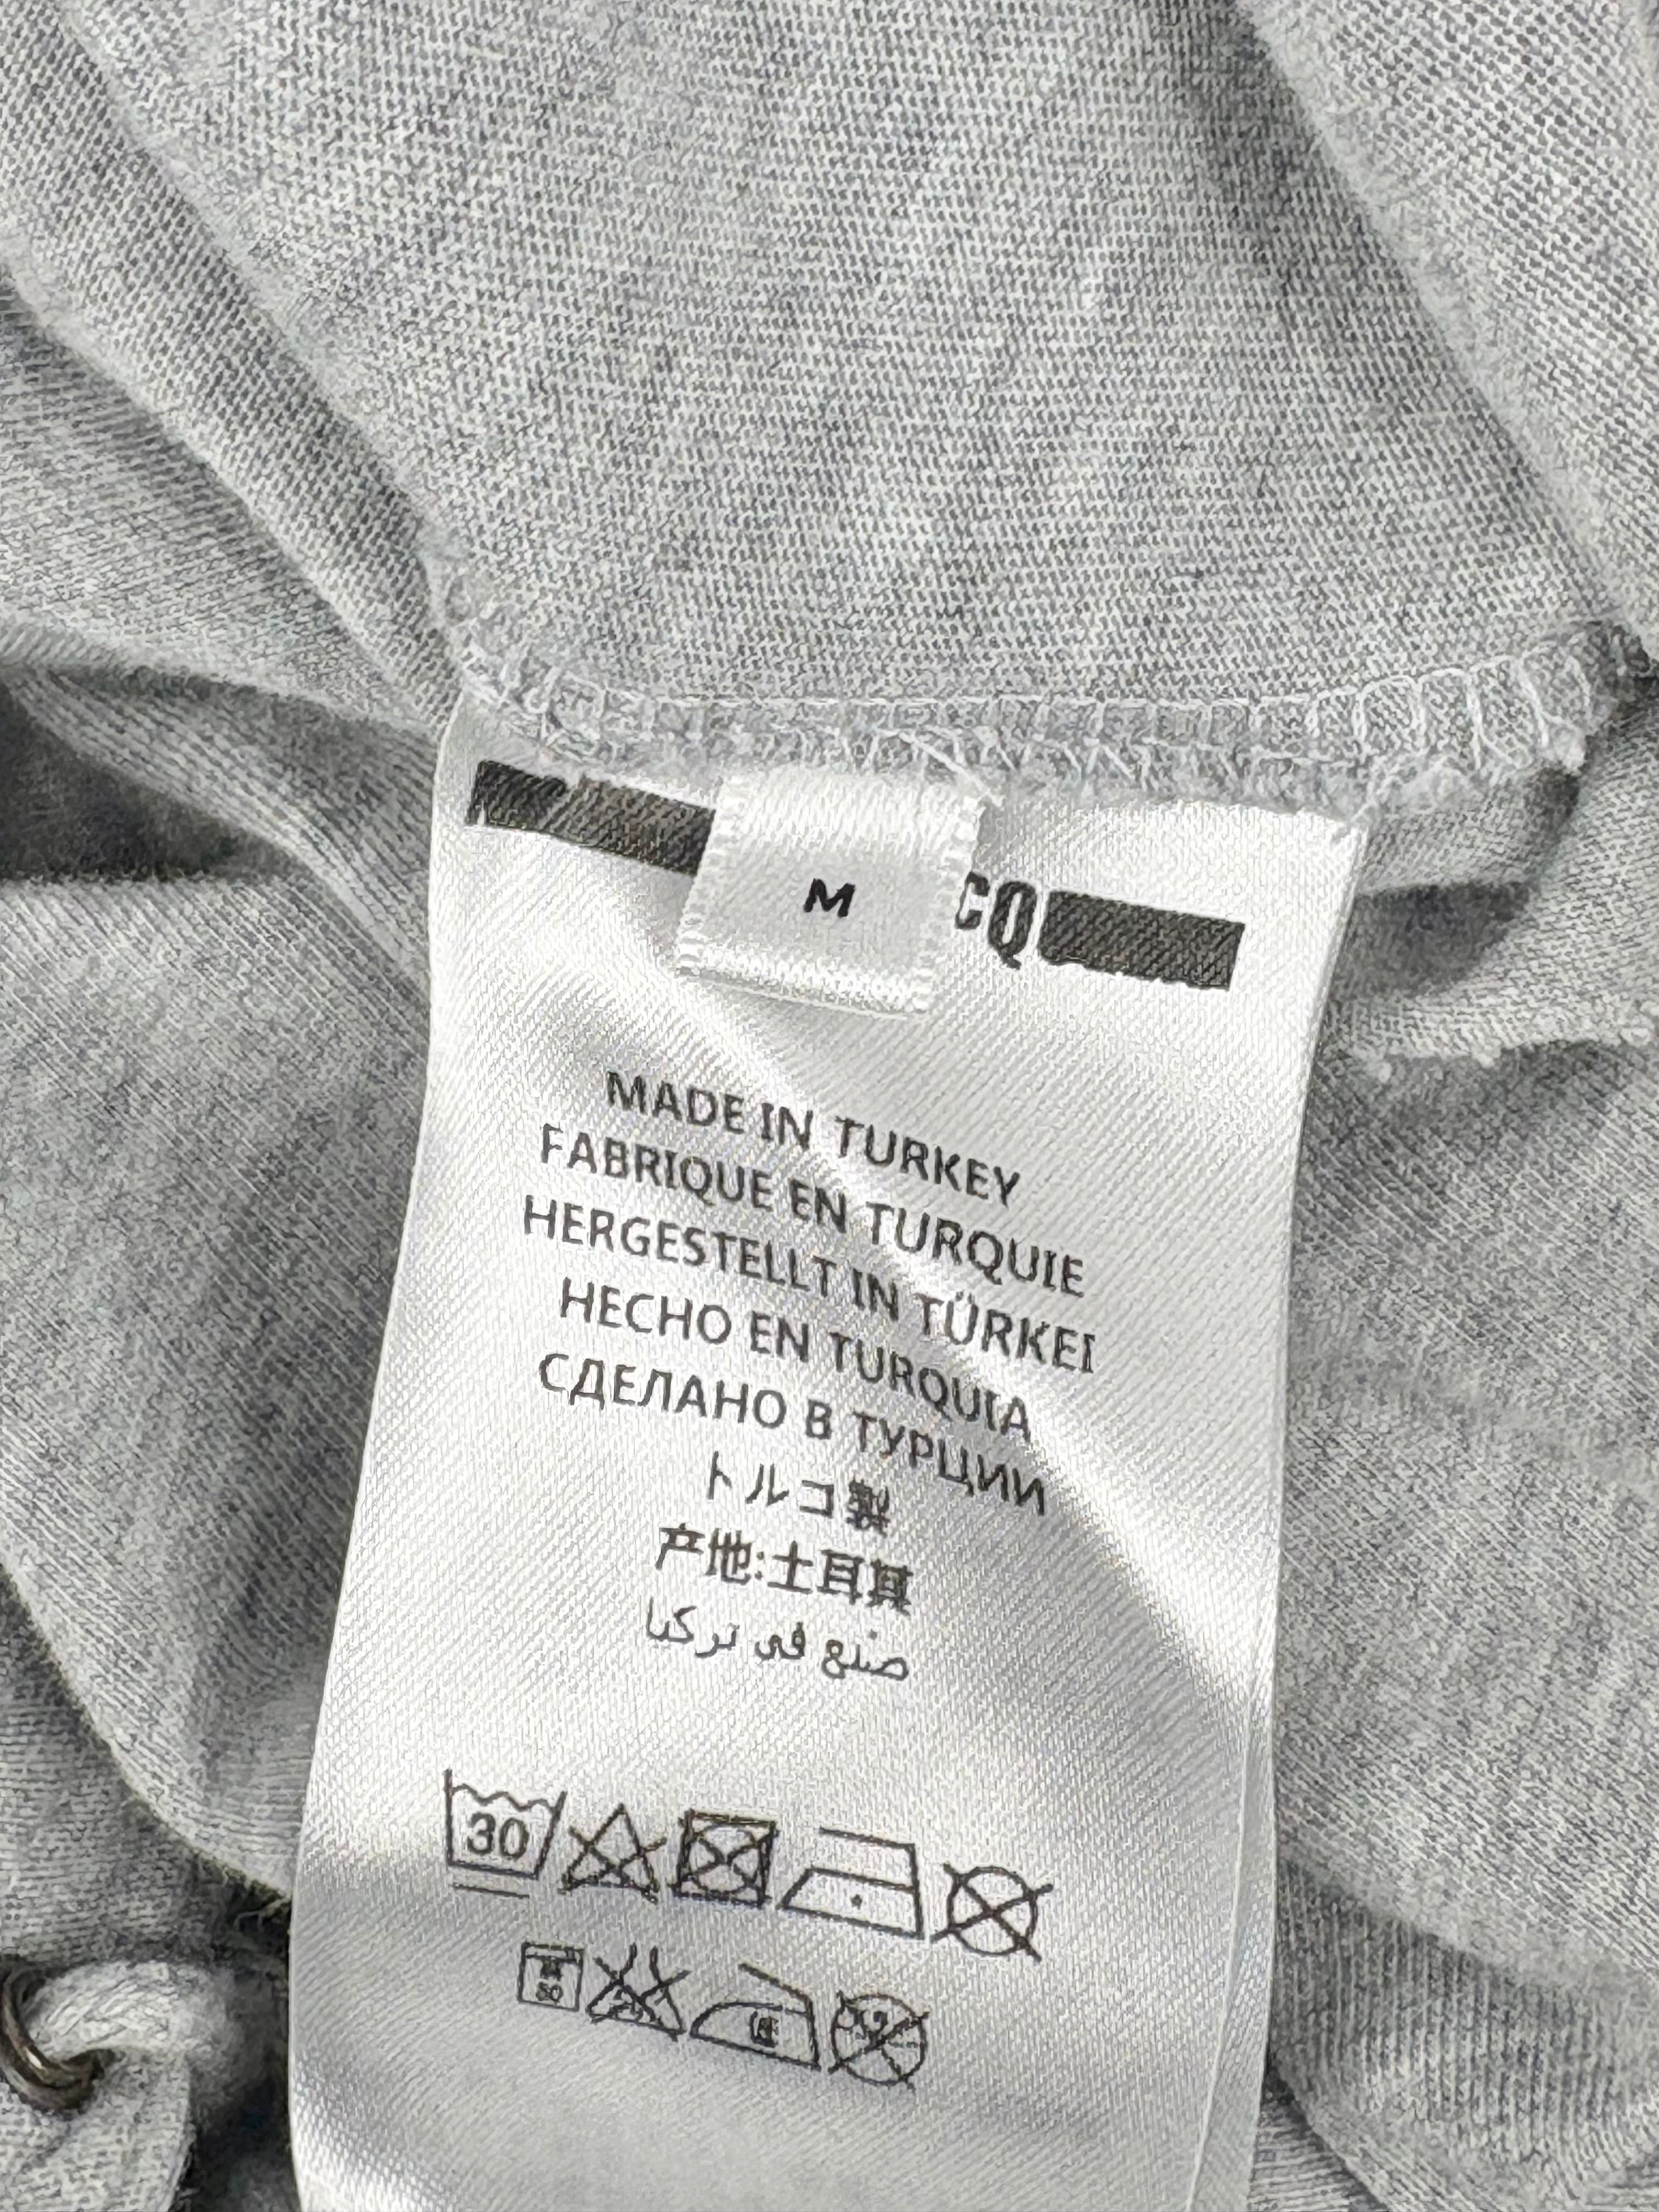 M
CQ
MADE IN TURKEY
FABRIQUE EN TURQUIE
HERGESTELLT IN TÜRKEI
HECHO EN TURQUIA
СДЕЛАНО В ТУРЦИИ
トルコ製
产地:土耳其
صنع في تركيا
30